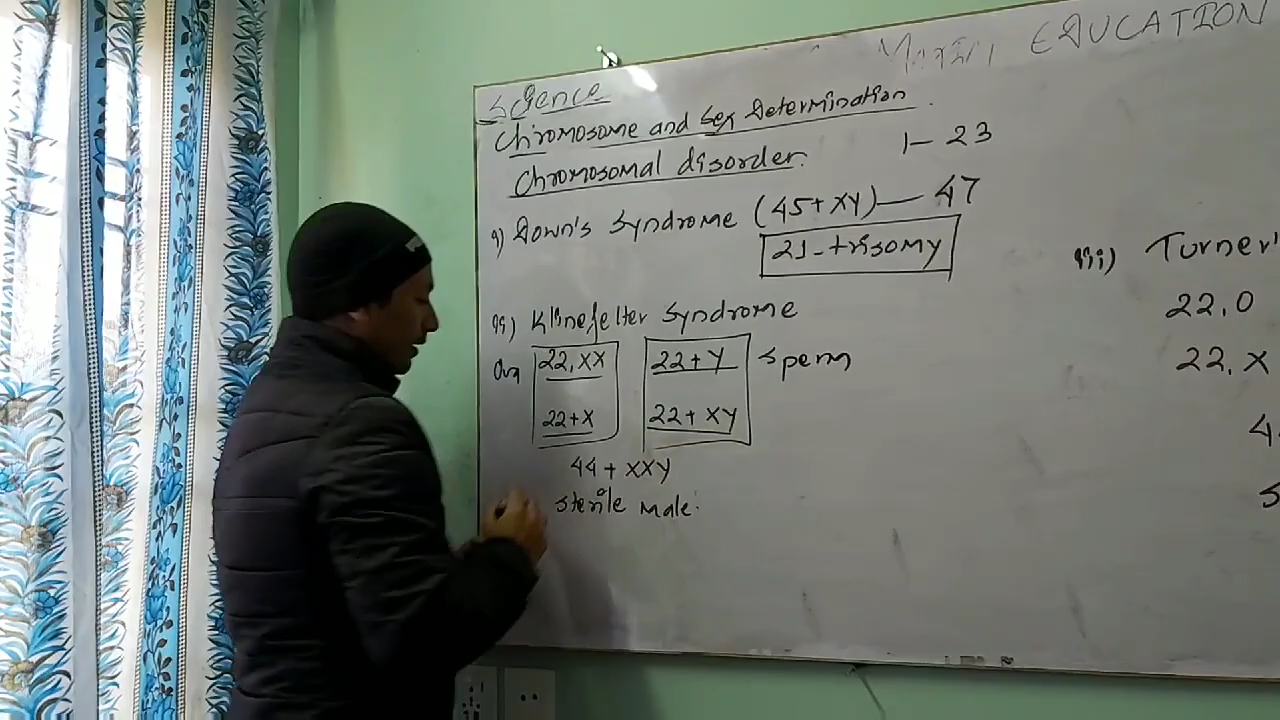 EDUCATION
Science
Chromosome and Sex Determination
Chromosomal disorder.
1-23
i) Down's Syndrome (45+XY)— 47
21-trisomy
ii) Klinefelter Syndrome
Ova 22,XX 22+Y Sperm
22+X 22+XY
44+XXY
Sterile Male.
iii) Turner'
22,0
22,X